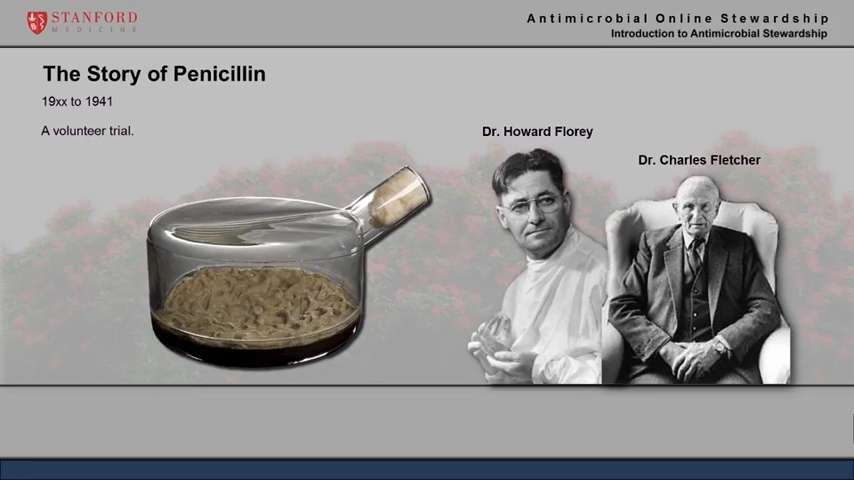 STANFORD
MEDICINE
Antimicrobial Online Stewardship
Introduction to Antimicrobial Stewardship
The Story of Penicillin
19xx to 1941
A volunteer trial.
Dr. Howard Florey
Dr. Charles Fletcher